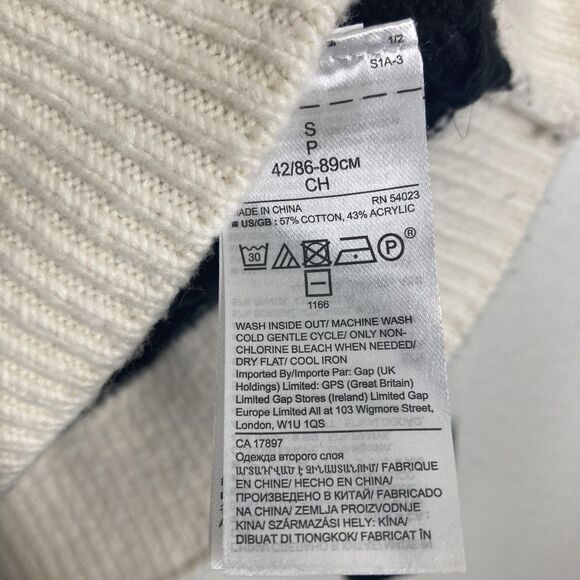 1/2
S1A-3
S
P
42/86-89CM
CH
RN 54023
MADE IN CHINA
US/GB : 57% COTTON, 43% ACRYLIC
30
P®
1166
WASH INSIDE OUT/ MACHINE WASH
COLD GENTLE CYCLE/ ONLY NON-
CHLORINE BLEACH WHEN NEEDED/
DRY FLAT/ COOL IRON
Imported By/Importe Par: Gap (UK
Holdings) Limited: GPS (Great Britain)
Limited Gap Stores (Ireland) Limited Gap
Europe Limited All at 103 Wigmore Street,
London, W1U 1QS
CA 17897
Одежда второго слоя
ԱՐՏԱԴՐՎԱԾ Է ՉԻՆԱՍՏԱՆՈՒՄ/ FABRIQUE
EN CHINE/ HECHO EN CHINA/
ПРОИЗВЕДЕНО В КИТАЙ/ FABRICADO
NA CHINA/ ZEMLJA PROIZVODNJE
KINA/ SZÁRMAZÁSI HELY: KÍNA/
DIBUAT DI TIONGKOK/ FABRICAT ÎN